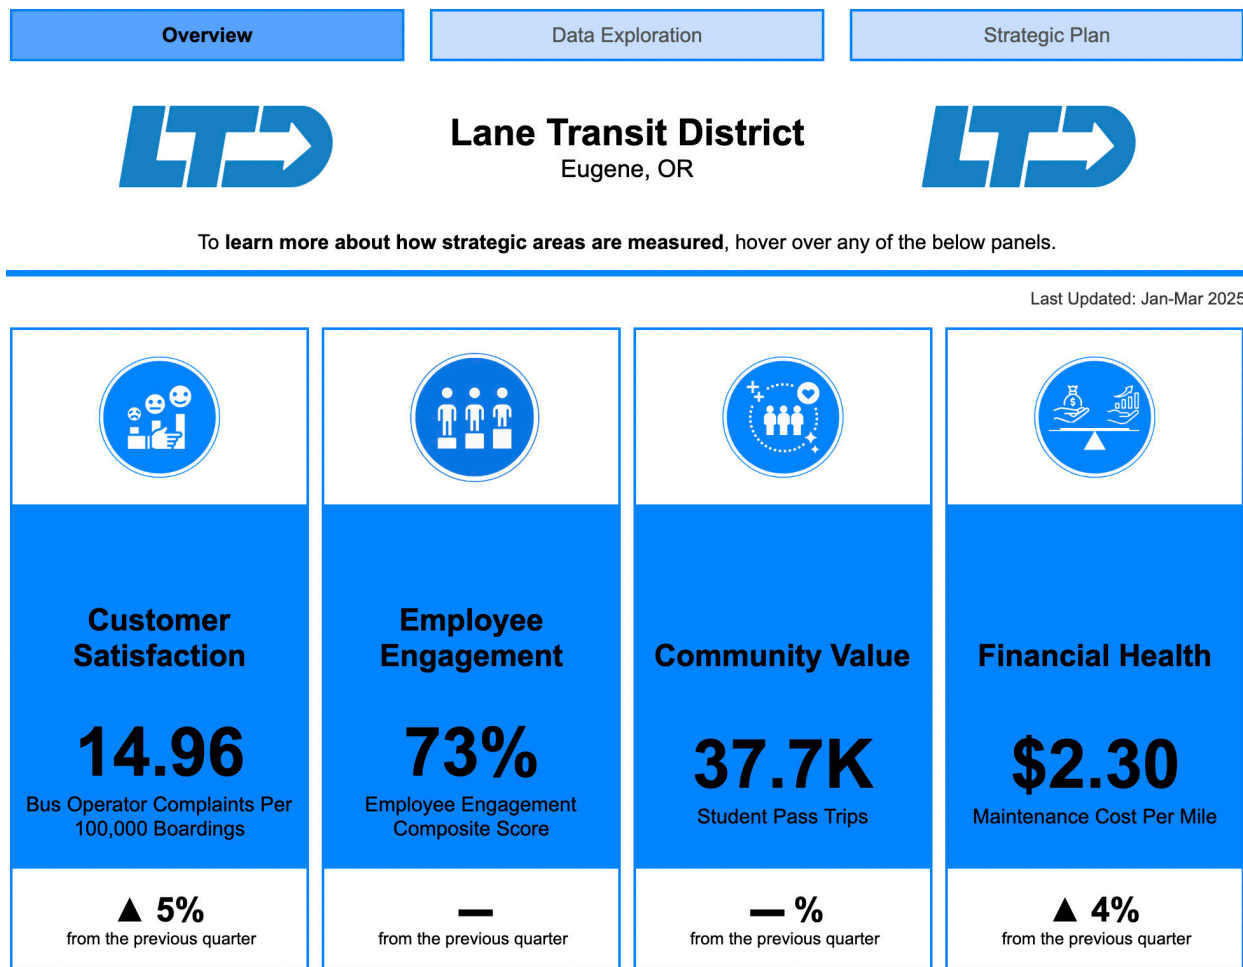 Overview
Data Exploration
Strategic Plan
LTD
Lane Transit District
LTD
Eugene, OR
To learn more about how strategic areas are measured, hover over any of the below panels.
Last Updated: Jan-Mar 2025
$
Customer
Satisfaction
14.96
Bus Operator Complaints Per
100,000 Boardings
▲ 5%
from the previous quarter
Employee
Engagement
73%
Employee Engagement
Composite Score
—
from the previous quarter
Community Value
37.7K
Student Pass Trips
— %
from the previous quarter
Financial Health
$2.30
Maintenance Cost Per Mile
▲ 4%
from the previous quarter